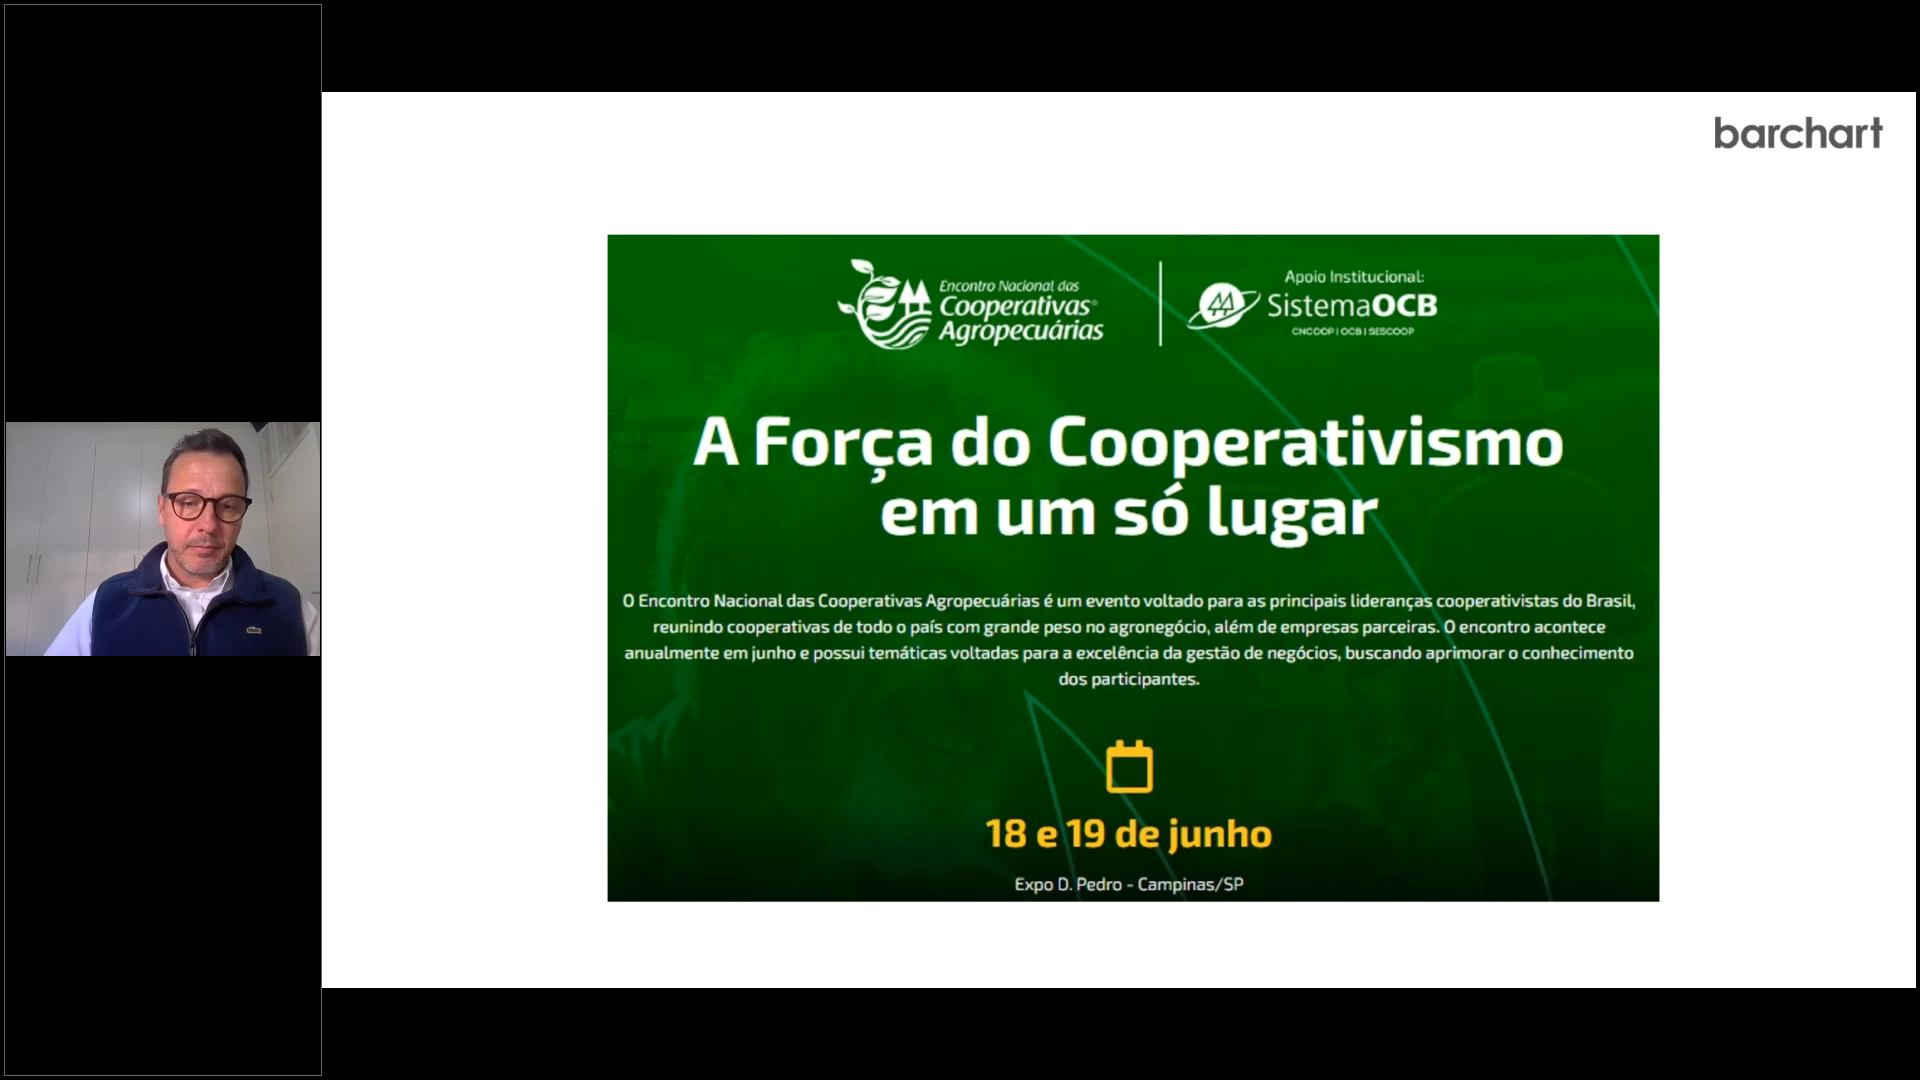 barchart
Encontro Nacional das
Cooperativas®
Agropecuárias
Apoio Institucional:
SistemaOCB
CNCOOP | OCB | SESCOOP
A Força do Cooperativismo
em um só lugar
O Encontro Nacional das Cooperativas Agropecuárias é um evento voltado para as principais lideranças cooperativistas do Brasil,
reunindo cooperativas de todo o país com grande peso no agronegócio, além de empresas parceiras. O encontro acontece
anualmente em junho e possui temáticas voltadas para a excelência da gestão de negócios, buscando aprimorar o conhecimento
dos participantes.
18 e 19 de junho
Expo D. Pedro - Campinas/SP